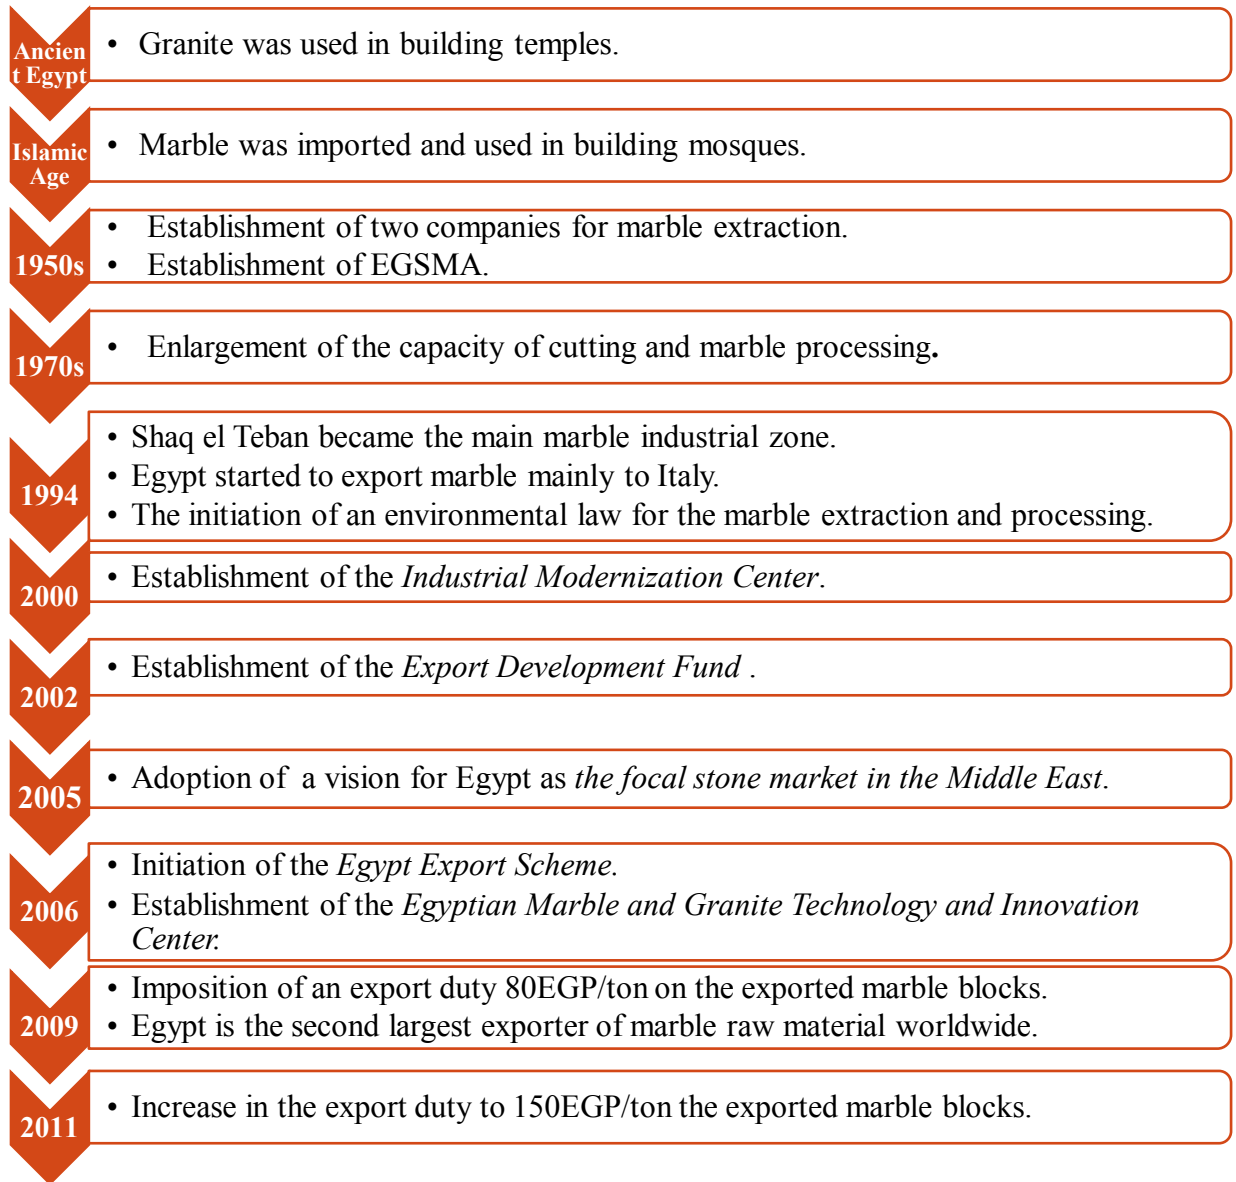 Ancien
t Egypt
• Granite was used in building temples.
Islamic
Age
• Marble was imported and used in building mosques.
1950s
• Establishment of two companies for marble extraction.
• Establishment of EGSMA.
1970s
• Enlargement of the capacity of cutting and marble processing.
1994
• Shaq el Teban became the main marble industrial zone.
• Egypt started to export marble mainly to Italy.
• The initiation of an environmental law for the marble extraction and processing.
2000
• Establishment of the Industrial Modernization Center.
2002
• Establishment of the Export Development Fund .
2005
• Adoption of a vision for Egypt as the focal stone market in the Middle East.
2006
• Initiation of the Egypt Export Scheme.
• Establishment of the Egyptian Marble and Granite Technology and Innovation
Center.
2009
• Imposition of an export duty 80EGP/ton on the exported marble blocks.
• Egypt is the second largest exporter of marble raw material worldwide.
2011
• Increase in the export duty to 150EGP/ton the exported marble blocks.